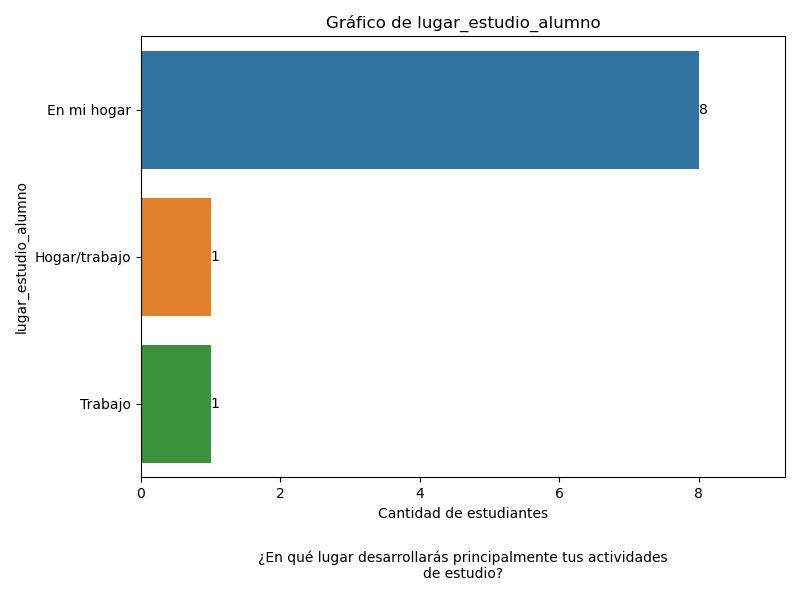 Gráfico de lugar_estudio_alumno
lugar_estudio_alumno
En mi hogar
8
Hogar/trabajo
1
Trabajo
1
0 2 4 6 8
Cantidad de estudiantes
¿En qué lugar desarrollarás principalmente tus actividades
de estudio?